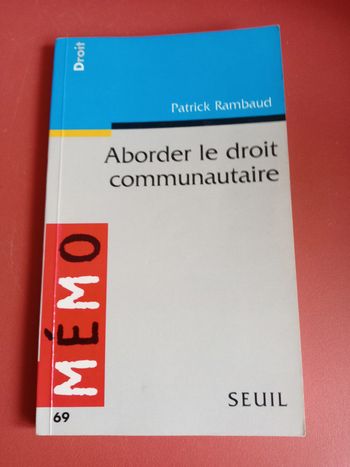 Droit
Patrick Rambaud
Aborder le droit
communautaire
MÉMO
69
SEUIL